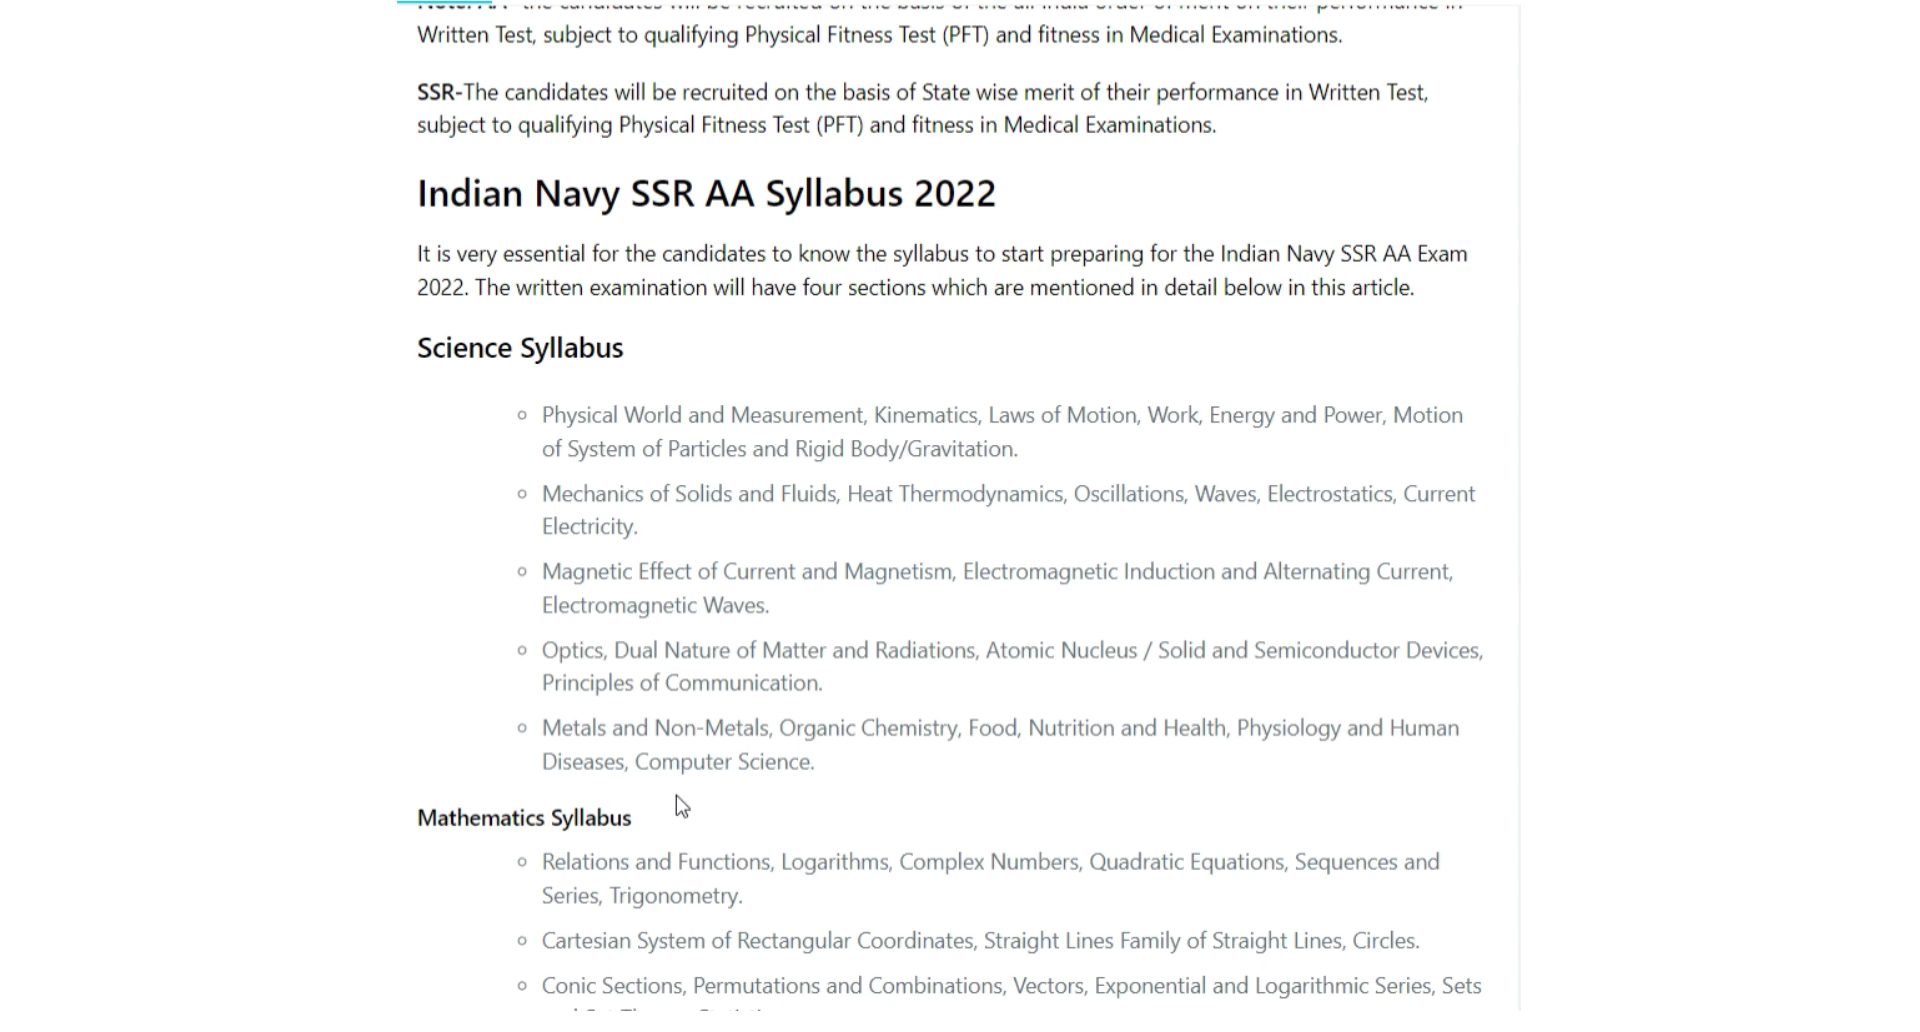 Written Test, subject to qualifying Physical Fitness Test (PFT) and fitness in Medical Examinations.
SSR-The candidates will be recruited on the basis of State wise merit of their performance in Written Test,
subject to qualifying Physical Fitness Test (PFT) and fitness in Medical Examinations.
Indian Navy SSR AA Syllabus 2022
It is very essential for the candidates to know the syllabus to start preparing for the Indian Navy SSR AA Exam
2022. The written examination will have four sections which are mentioned in detail below in this article.
Science Syllabus
Physical World and Measurement, Kinematics, Laws of Motion, Work, Energy and Power, Motion
of System of Particles and Rigid Body/Gravitation.
Mechanics of Solids and Fluids, Heat Thermodynamics, Oscillations, Waves, Electrostatics, Current
Electricity.
Magnetic Effect of Current and Magnetism, Electromagnetic Induction and Alternating Current,
Electromagnetic Waves.
Optics, Dual Nature of Matter and Radiations, Atomic Nucleus / Solid and Semiconductor Devices,
Principles of Communication.
Metals and Non-Metals, Organic Chemistry, Food, Nutrition and Health, Physiology and Human
Diseases, Computer Science.
Mathematics Syllabus
Relations and Functions, Logarithms, Complex Numbers, Quadratic Equations, Sequences and
Series, Trigonometry.
Cartesian System of Rectangular Coordinates, Straight Lines Family of Straight Lines, Circles.
Conic Sections, Permutations and Combinations, Vectors, Exponential and Logarithmic Series, Sets